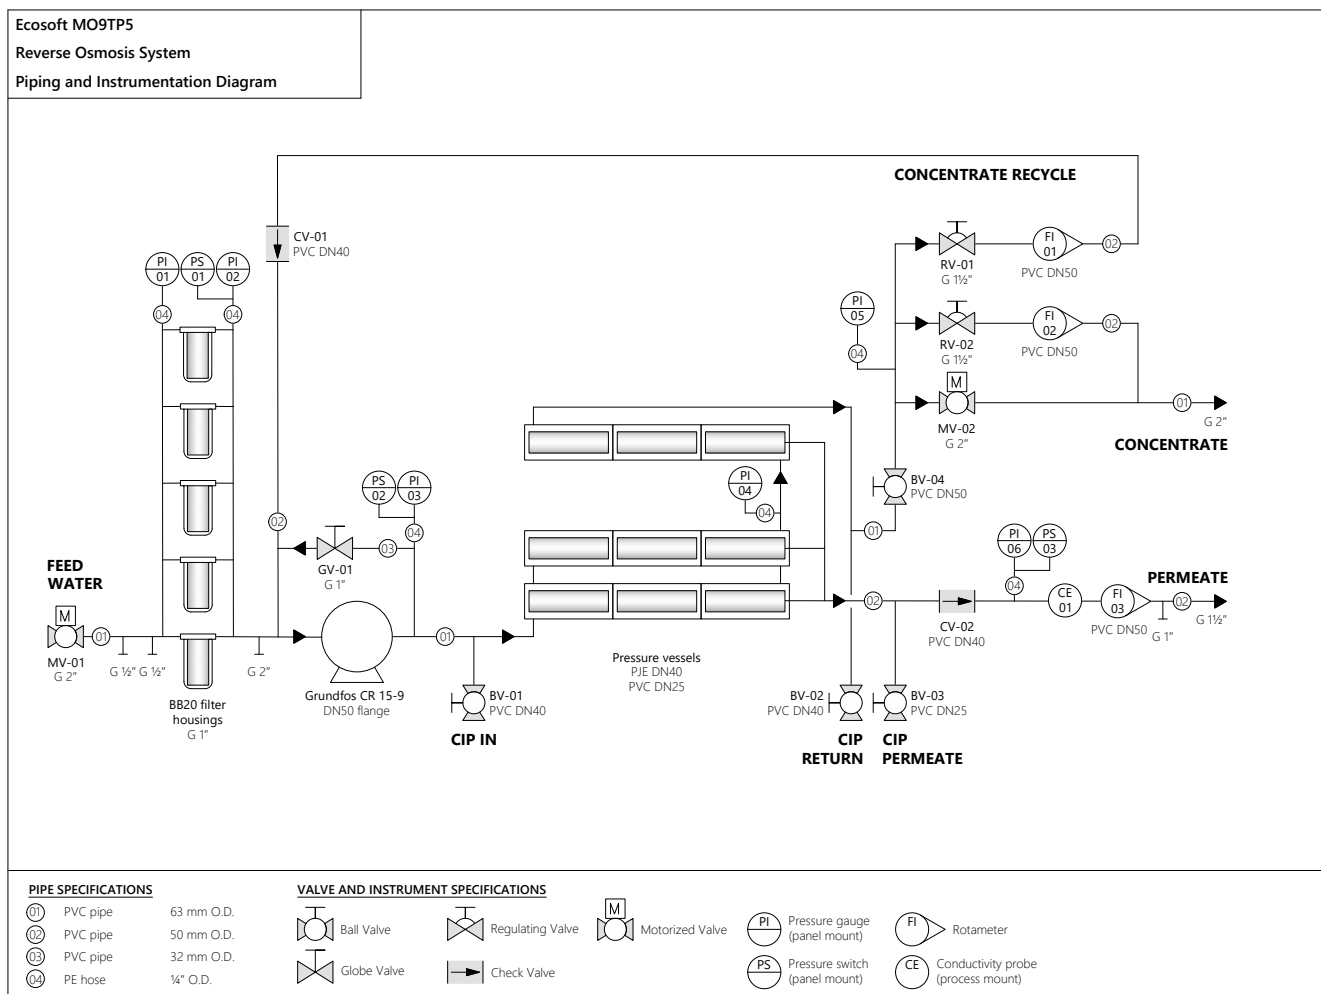 Ecosoft MO9TP5
Reverse Osmosis System
Piping and Instrumentation Diagram
CONCENTRATE RECYCLE
CV-01
PVC DN40
PI
01
PS
01
PI
02
04
04
RV-01
G 1½"
FI
01
PVC DN50
02
PI
05
04
RV-02
G 1½"
FI
02
PVC DN50
02
M
MV-02
G 2"
01
G 2"
CONCENTRATE
BV-04
PVC DN50
01
PS
02
PI
03
04
02
03
GV-01
G 1"
PI
04
04
PI
06
PS
03
04
FEED
WATER
M
MV-01
G 2"
01
G ½"
G ½"
G 2"
BB20 filter
housings
G 1"
Grundfos CR 15-9
DN50 flange
01
BV-01
PVC DN40
CIP IN
Pressure vessels
PJE DN40
PVC DN25
02
CV-02
PVC DN40
CE
01
FI
03
PVC DN50
G 1"
02
PERMEATE
G 1½"
BV-02
PVC DN40
BV-03
PVC DN25
CIP
RETURN
CIP
PERMEATE
PIPE SPECIFICATIONS
01 PVC pipe 63 mm O.D.
02 PVC pipe 50 mm O.D.
03 PVC pipe 32 mm O.D.
04 PE hose ¼" O.D.
VALVE AND INSTRUMENT SPECIFICATIONS
Ball Valve
Globe Valve
Regulating Valve
Check Valve
M
Motorized Valve
PI
Pressure gauge
(panel mount)
PS
Pressure switch
(panel mount)
FI
Rotameter
CE
Conductivity probe
(process mount)